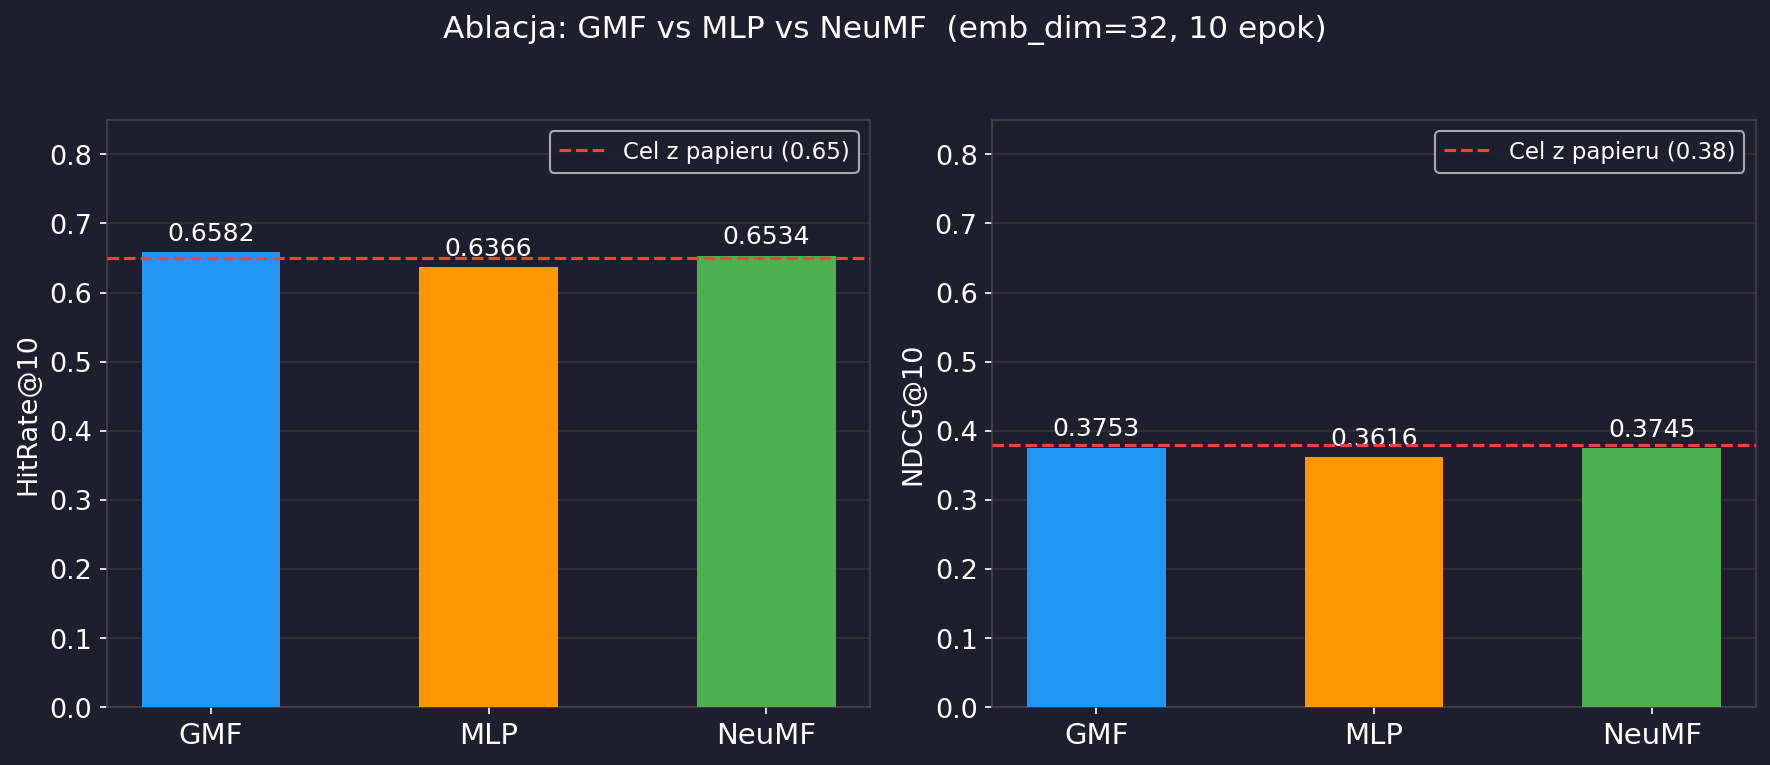 Ablacja: GMF vs MLP vs NeuMF (emb_dim=32, 10 epok)
HitRate@10
0.8
0.7
0.6
0.5
0.4
0.3
0.2
0.1
0.0
Cel z papieru (0.65)
0.6582
0.6366
0.6534
GMF
MLP
NeuMF
NDCG@10
0.8
0.7
0.6
0.5
0.4
0.3
0.2
0.1
0.0
Cel z papieru (0.38)
0.3753
0.3616
0.3745
GMF
MLP
NeuMF